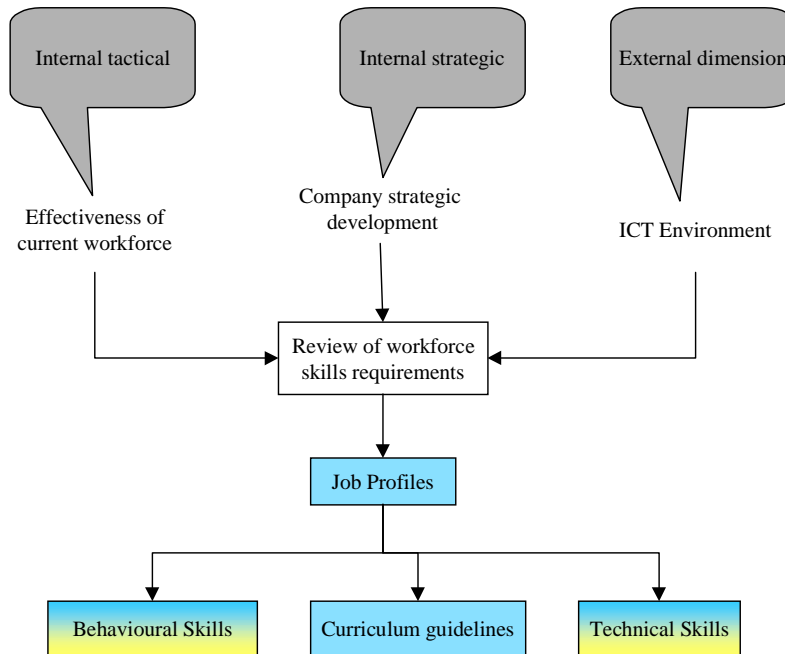 Internal tactical
Internal strategic
External dimension
Effectiveness of
current workforce
Company strategic
development
ICT Environment
Review of workforce
skills requirements
Job Profiles
Behavioural Skills
Curriculum guidelines
Technical Skills